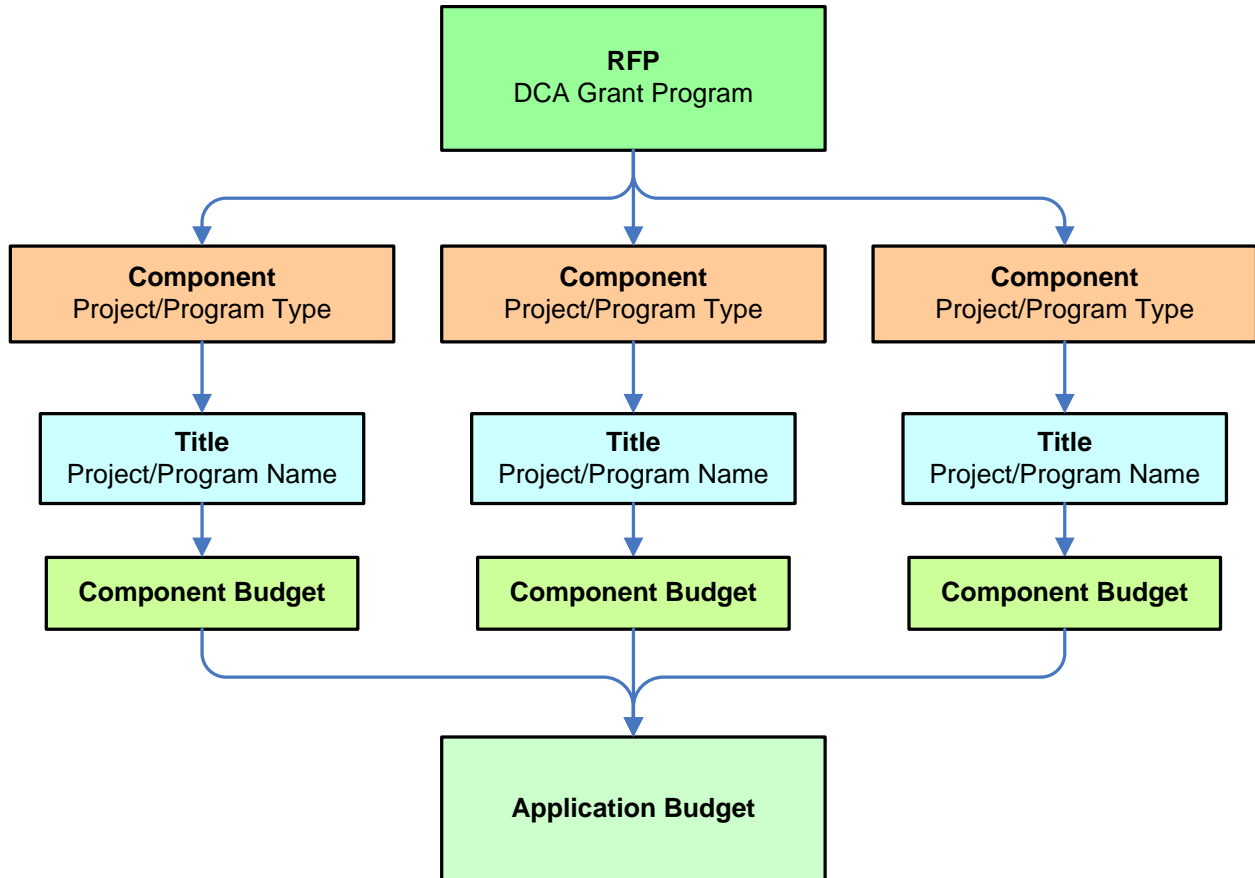 RFP
DCA Grant Program
Component
Project/Program Type
Component
Project/Program Type
Component
Project/Program Type
Title
Project/Program Name
Title
Project/Program Name
Title
Project/Program Name
Component Budget
Component Budget
Component Budget
Application Budget